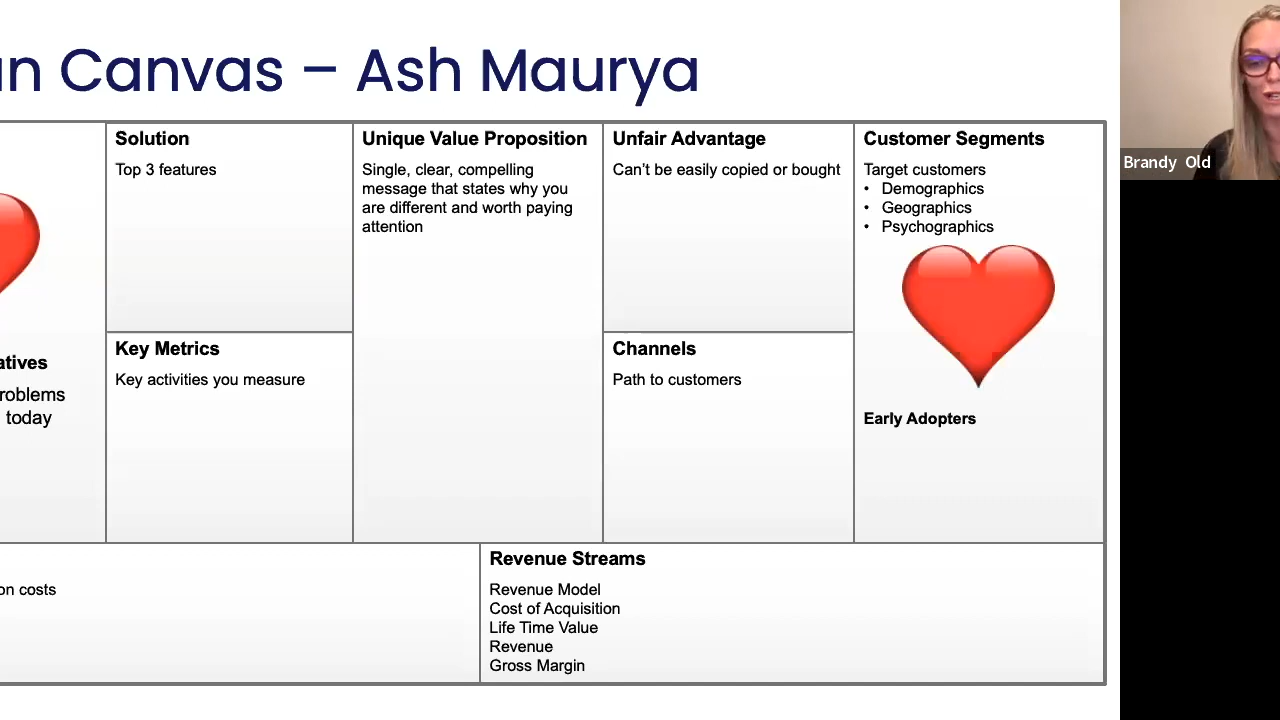 an Canvas – Ash Maurya
Solution
Top 3 features
Unique Value Proposition
Single, clear, compelling
message that states why you
are different and worth paying
attention
Unfair Advantage
Can’t be easily copied or bought
Customer Segments
Target customers
• Demographics
• Geographics
• Psychographics
Early Adopters
Brandy Old
atives
roblems
today
Key Metrics
Key activities you measure
Channels
Path to customers
on costs
Revenue Streams
Revenue Model
Cost of Acquisition
Life Time Value
Revenue
Gross Margin